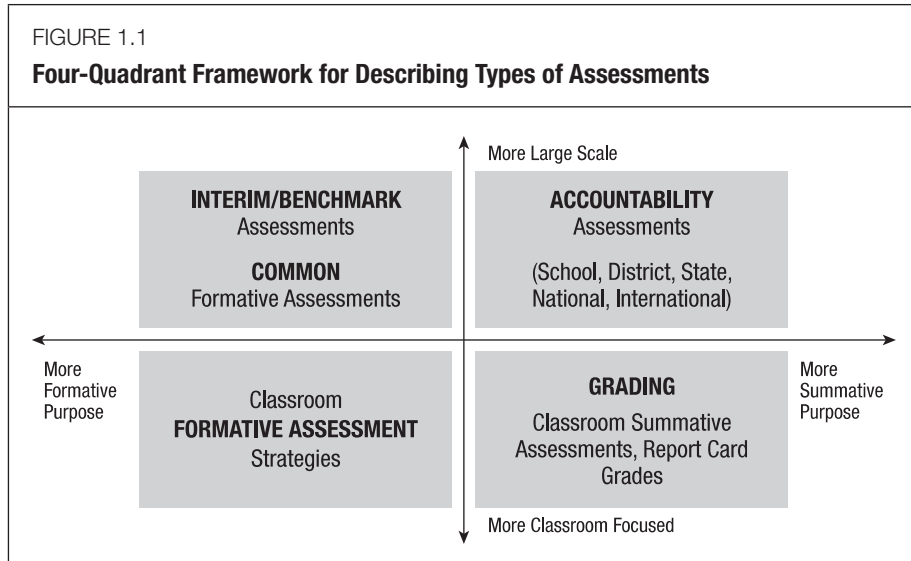 FIGURE 1.1
Four-Quadrant Framework for Describing Types of Assessments
More Large Scale
INTERIM/BENCHMARK
Assessments
COMMON
Formative Assessments
ACCOUNTABILITY
Assessments
(School, District, State,
National, International)
More
Formative
Purpose
More
Summative
Purpose
Classroom
FORMATIVE ASSESSMENT
Strategies
GRADING
Classroom Summative
Assessments, Report Card
Grades
More Classroom Focused